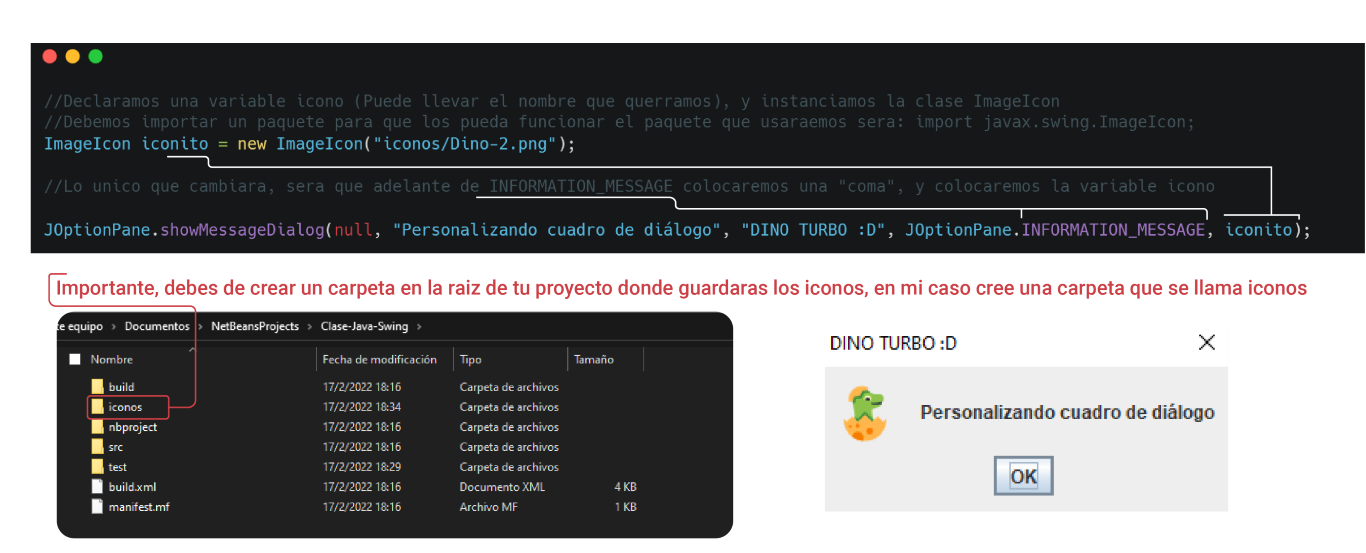 //Declaramos una variable icono (Puede llevar el nombre que querramos), y instanciamos la clase ImageIcon
//Debemos importar un paquete para que los pueda funcionar el paquete que usaraemos sera: import javax.swing.ImageIcon;
ImageIcon iconito = new ImageIcon("iconos/Dino-2.png");
//Lo unico que cambiara, sera que adelante de INFORMATION_MESSAGE colocaremos una "coma", y colocaremos la variable icono
JOptionPane.showMessageDialog(null, "Personalizando cuadro de diálogo", "DINO TURBO :D", JOptionPane.INFORMATION_MESSAGE, iconito);
Importante, debes de crear un carpeta en la raiz de tu proyecto donde guardaras los iconos, en mi caso cree una carpeta que se llama iconos
te equipo > Documentos > NetBeansProjects > Clase-Java-Swing >
Nombre Fecha de modificación Tipo Tamaño
build 17/2/2022 18:16 Carpeta de archivos
iconos 17/2/2022 18:34 Carpeta de archivos
nbproject 17/2/2022 18:16 Carpeta de archivos
src 17/2/2022 18:16 Carpeta de archivos
test 17/2/2022 18:29 Carpeta de archivos
build.xml 17/2/2022 18:16 Documento XML 4 KB
manifest.mf 17/2/2022 18:16 Archivo MF 1 KB
DINO TURBO :D
Personalizando cuadro de diálogo
OK